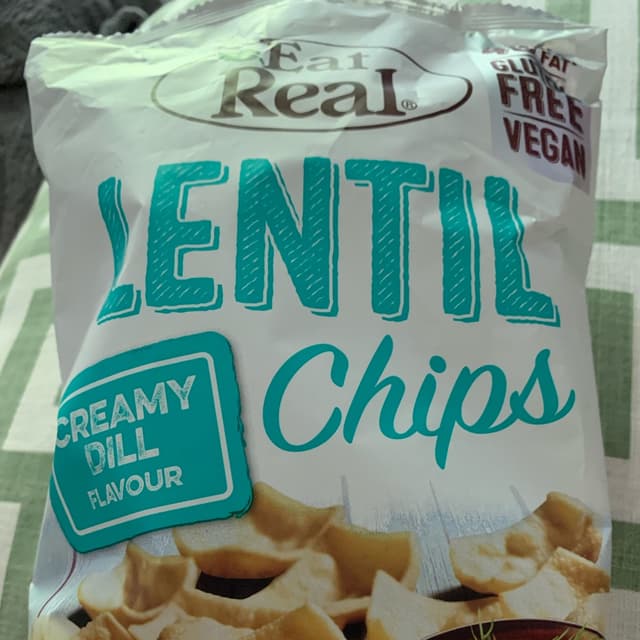 Eat
Real®
FAT
GLUTEN
FREE
VEGAN
LENTIL
Chips
CREAMY
DILL
FLAVOUR